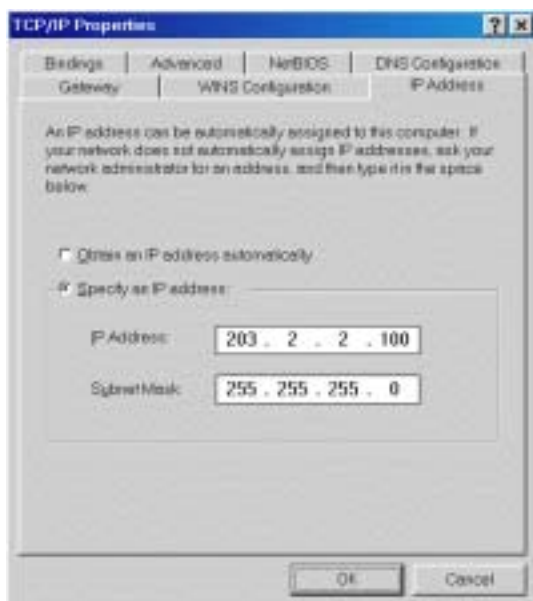 TCP/IP Properties
? ×
Bindings Advanced NetBIOS DNS Configuration
Gateway WINS Configuration IP Address
An IP address can be automatically assigned to this computer. If
your network does not automatically assign IP addresses, ask your
network administrator for an address, and then type it in the space
below.
Obtain an IP address automatically
Specify an IP address:
IP Address: 203 . 2 . 2 . 100
Subnet Mask: 255 . 255 . 255 . 0
OK Cancel